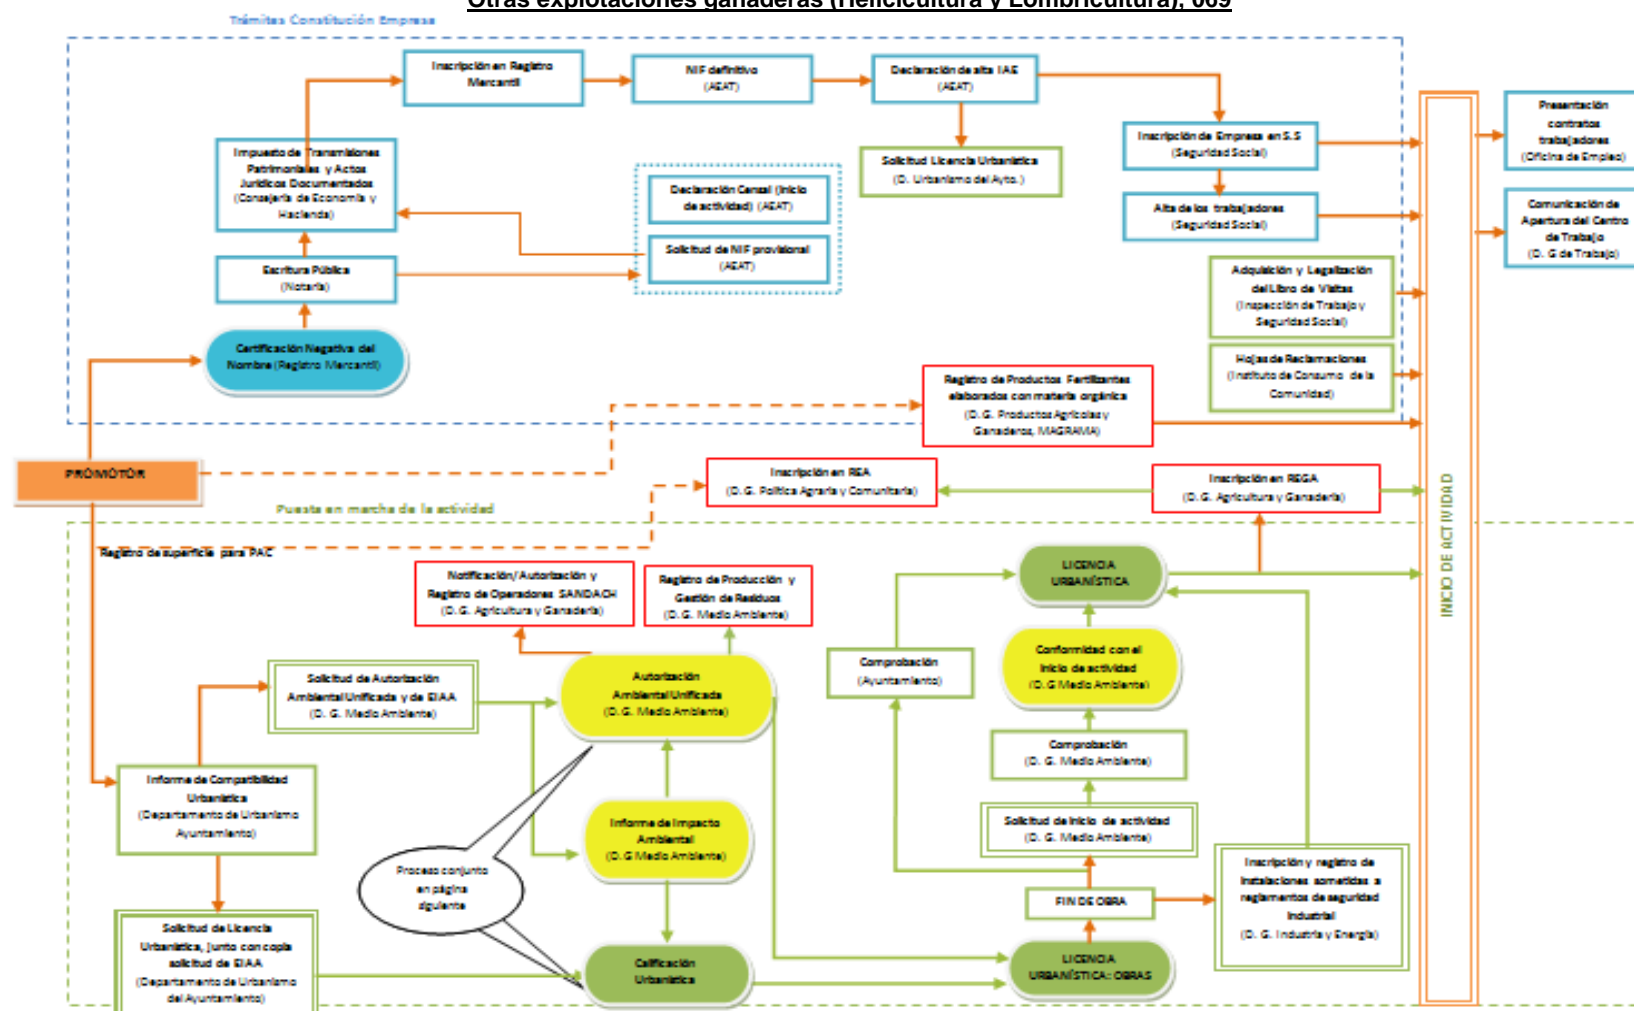 Otras explotaciones ganaderas (Helicicultura y Lombricultura), 069
Trámites Constitución Empresa
Inscripción en Registro
Mercantil
NIF definitivo
(AEAT)
Declaración de alta IAE
(AEAT)
Presentación
contratos
trabajadores
(Oficina de Empleo)
Impuesto de Transmisiones
Patrimoniales y Actos
Jurídicos Documentados
(Consejería de Economía y
Hacienda)
Inscripción de Empresa en S.S
(Seguridad Social)
Solicitud Licencia Urbanística
(D. Urbanismo del Ayto. )
Declaración Censal (Inicio
de actividad) (AEAT)
Alta de los trabajadores
(Seguridad Social)
Comunicación de
Apertura del Centro
de Trabajo
(D. G de Trabajo)
Solicitud de NIF provisional
(AEAT)
Escritura Pública
(Notaría)
Adquisición y Legalización
del Libro de Visitas
(Inspección de Trabajo y
Seguridad Social)
Certificación Negativa del
Nombre (Registro Mercantil)
Hojas de Reclamaciones
(Instituto de Consumo de la
Comunidad)
Registro de Productos Fertilizantes
elaborados con materia orgánica
(D. G. Productos Agrícolas y
Ganaderos, MAGRAMA)
PROMOTOR
Inscripción en REA
(D.G. Política Agraria y Comunitaria)
Inscripción en REGA
(D.G. Agricultura y Ganadería)
INICIO DE ACTIVIDAD
Puesta en marcha de la actividad
Registro de superficie para PAC
Notificación/Autorización y
Registro de Operadores SANDACH
(D. G. Agricultura y Ganadería)
Registro de Producción y
Gestión de Residuos
(D. G. Medio Ambiente)
LICENCIA
URBANÍSTICA
Comprobación
(Ayuntamiento)
Conformidad con el
Inicio de actividad
(D.G Medio Ambiente)
Solicitud de Autorización
Ambiental Unificada y de EIAA
(D. G. Medio Ambiente)
Autorización
Ambiental Unificada
(D.G. Medio Ambiente)
Comprobación
(D. G. Medio Ambiente)
Informe de Compatibilidad
Urbanística
(Departamento de Urbanismo
Ayuntamiento)
Informe de Impacto
Ambiental
(D.G Medio Ambiente)
Solicitud de Inicio de actividad
(D. G. Medio Ambiente)
Proceso conjunto
en página
siguiente
Inscripción y registro de
Instalaciones sometidas a
reglamentos de seguridad
Industrial
(D. G. Industria y Energía)
FIN DE OBRA
Solicitud de Licencia
Urbanística, junto con copia
solicitud de EIAA
(Departamento de Urbanismo
del Ayuntamiento)
Calificación
Urbanística
LICENCIA
URBANÍSTICA: OBRAS